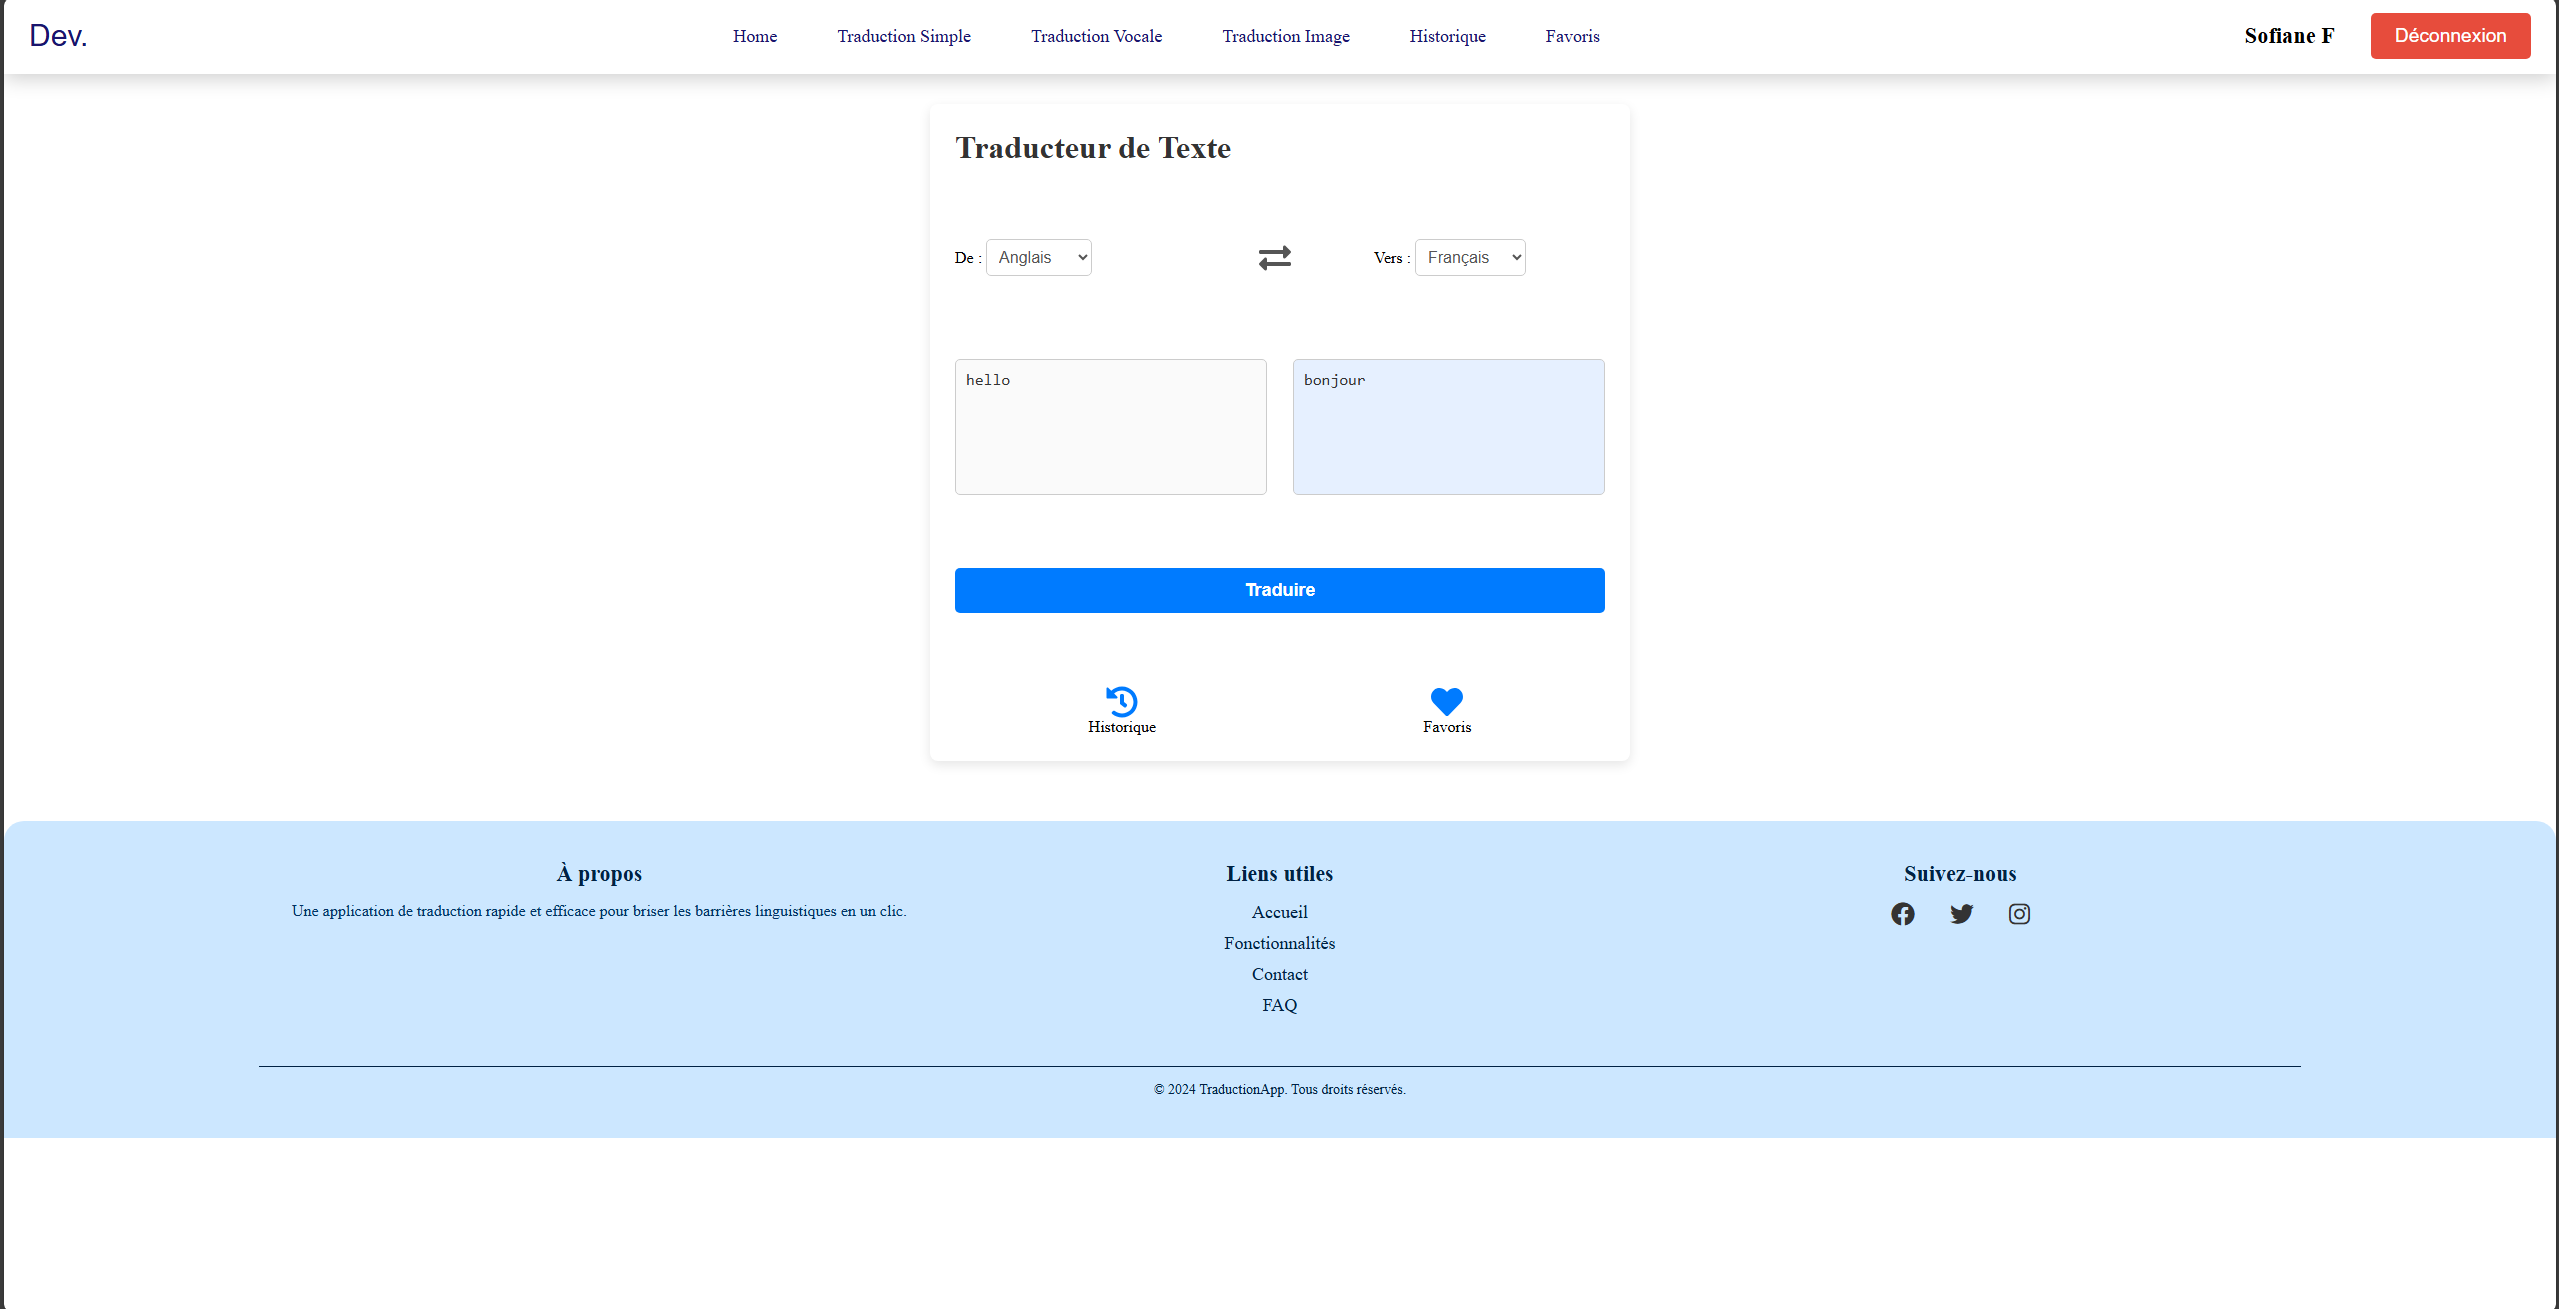 Dev.
Home Traduction Simple Traduction Vocale Traduction Image Historique Favoris
Sofiane F Déconnexion
Traducteur de Texte
De : Anglais Vers : Français
hello
bonjour
Traduire
Historique Favoris
À propos
Une application de traduction rapide et efficace pour briser les barrières linguistiques en un clic.
Liens utiles
Accueil
Fonctionnalités
Contact
FAQ
Suivez-nous
© 2024 TraductionApp. Tous droits réservés.